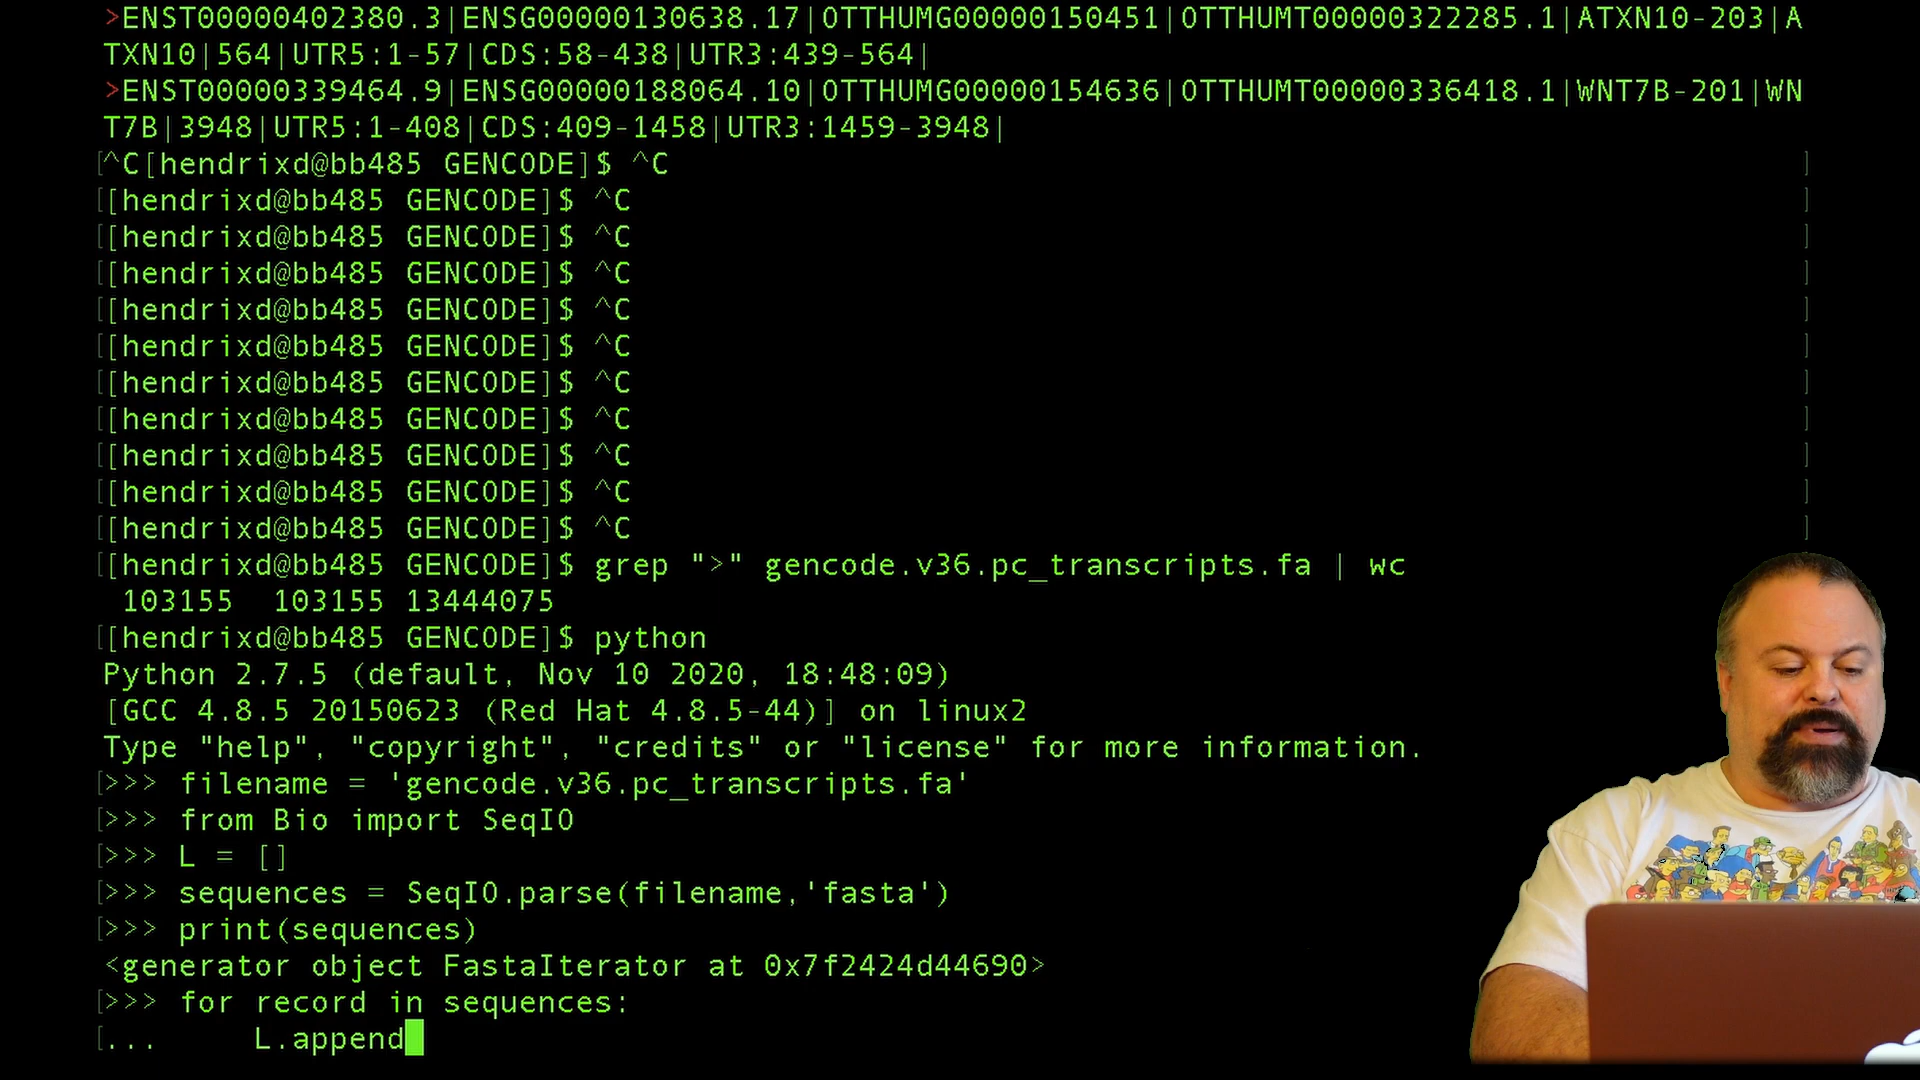 >ENST00000402380.3|ENSG00000130638.17|OTTHUMG00000150451|OTTHUMT00000322285.1|ATXN10-203|A
TXN10|564|UTR5:1-57|CDS:58-438|UTR3:439-564|
>ENST00000339464.9|ENSG00000188064.10|OTTHUMG00000154636|OTTHUMT00000336418.1|WNT7B-201|WN
T7B|3948|UTR5:1-408|CDS:409-1458|UTR3:1459-3948|
[^C[hendrixd@bb485 GENCODE]$ ^C ]
[[hendrixd@bb485 GENCODE]$ ^C ]
[[hendrixd@bb485 GENCODE]$ ^C ]
[[hendrixd@bb485 GENCODE]$ ^C ]
[[hendrixd@bb485 GENCODE]$ ^C ]
[[hendrixd@bb485 GENCODE]$ ^C ]
[[hendrixd@bb485 GENCODE]$ ^C ]
[[hendrixd@bb485 GENCODE]$ ^C ]
[[hendrixd@bb485 GENCODE]$ ^C ]
[[hendrixd@bb485 GENCODE]$ ^C ]
[[hendrixd@bb485 GENCODE]$ ^C ]
[[hendrixd@bb485 GENCODE]$ grep ">" gencode.v36.pc_transcripts.fa | wc
 103155  103155 13444075
[[hendrixd@bb485 GENCODE]$ python
Python 2.7.5 (default, Nov 10 2020, 18:48:09)
[GCC 4.8.5 20150623 (Red Hat 4.8.5-44)] on linux2
Type "help", "copyright", "credits" or "license" for more information.
[>>> filename = 'gencode.v36.pc_transcripts.fa'
[>>> from Bio import SeqIO
[>>> L = []
[>>> sequences = SeqIO.parse(filename,'fasta')
[>>> print(sequences)
<generator object FastaIterator at 0x7f2424d44690>
[>>> for record in sequences:
[...     L.append